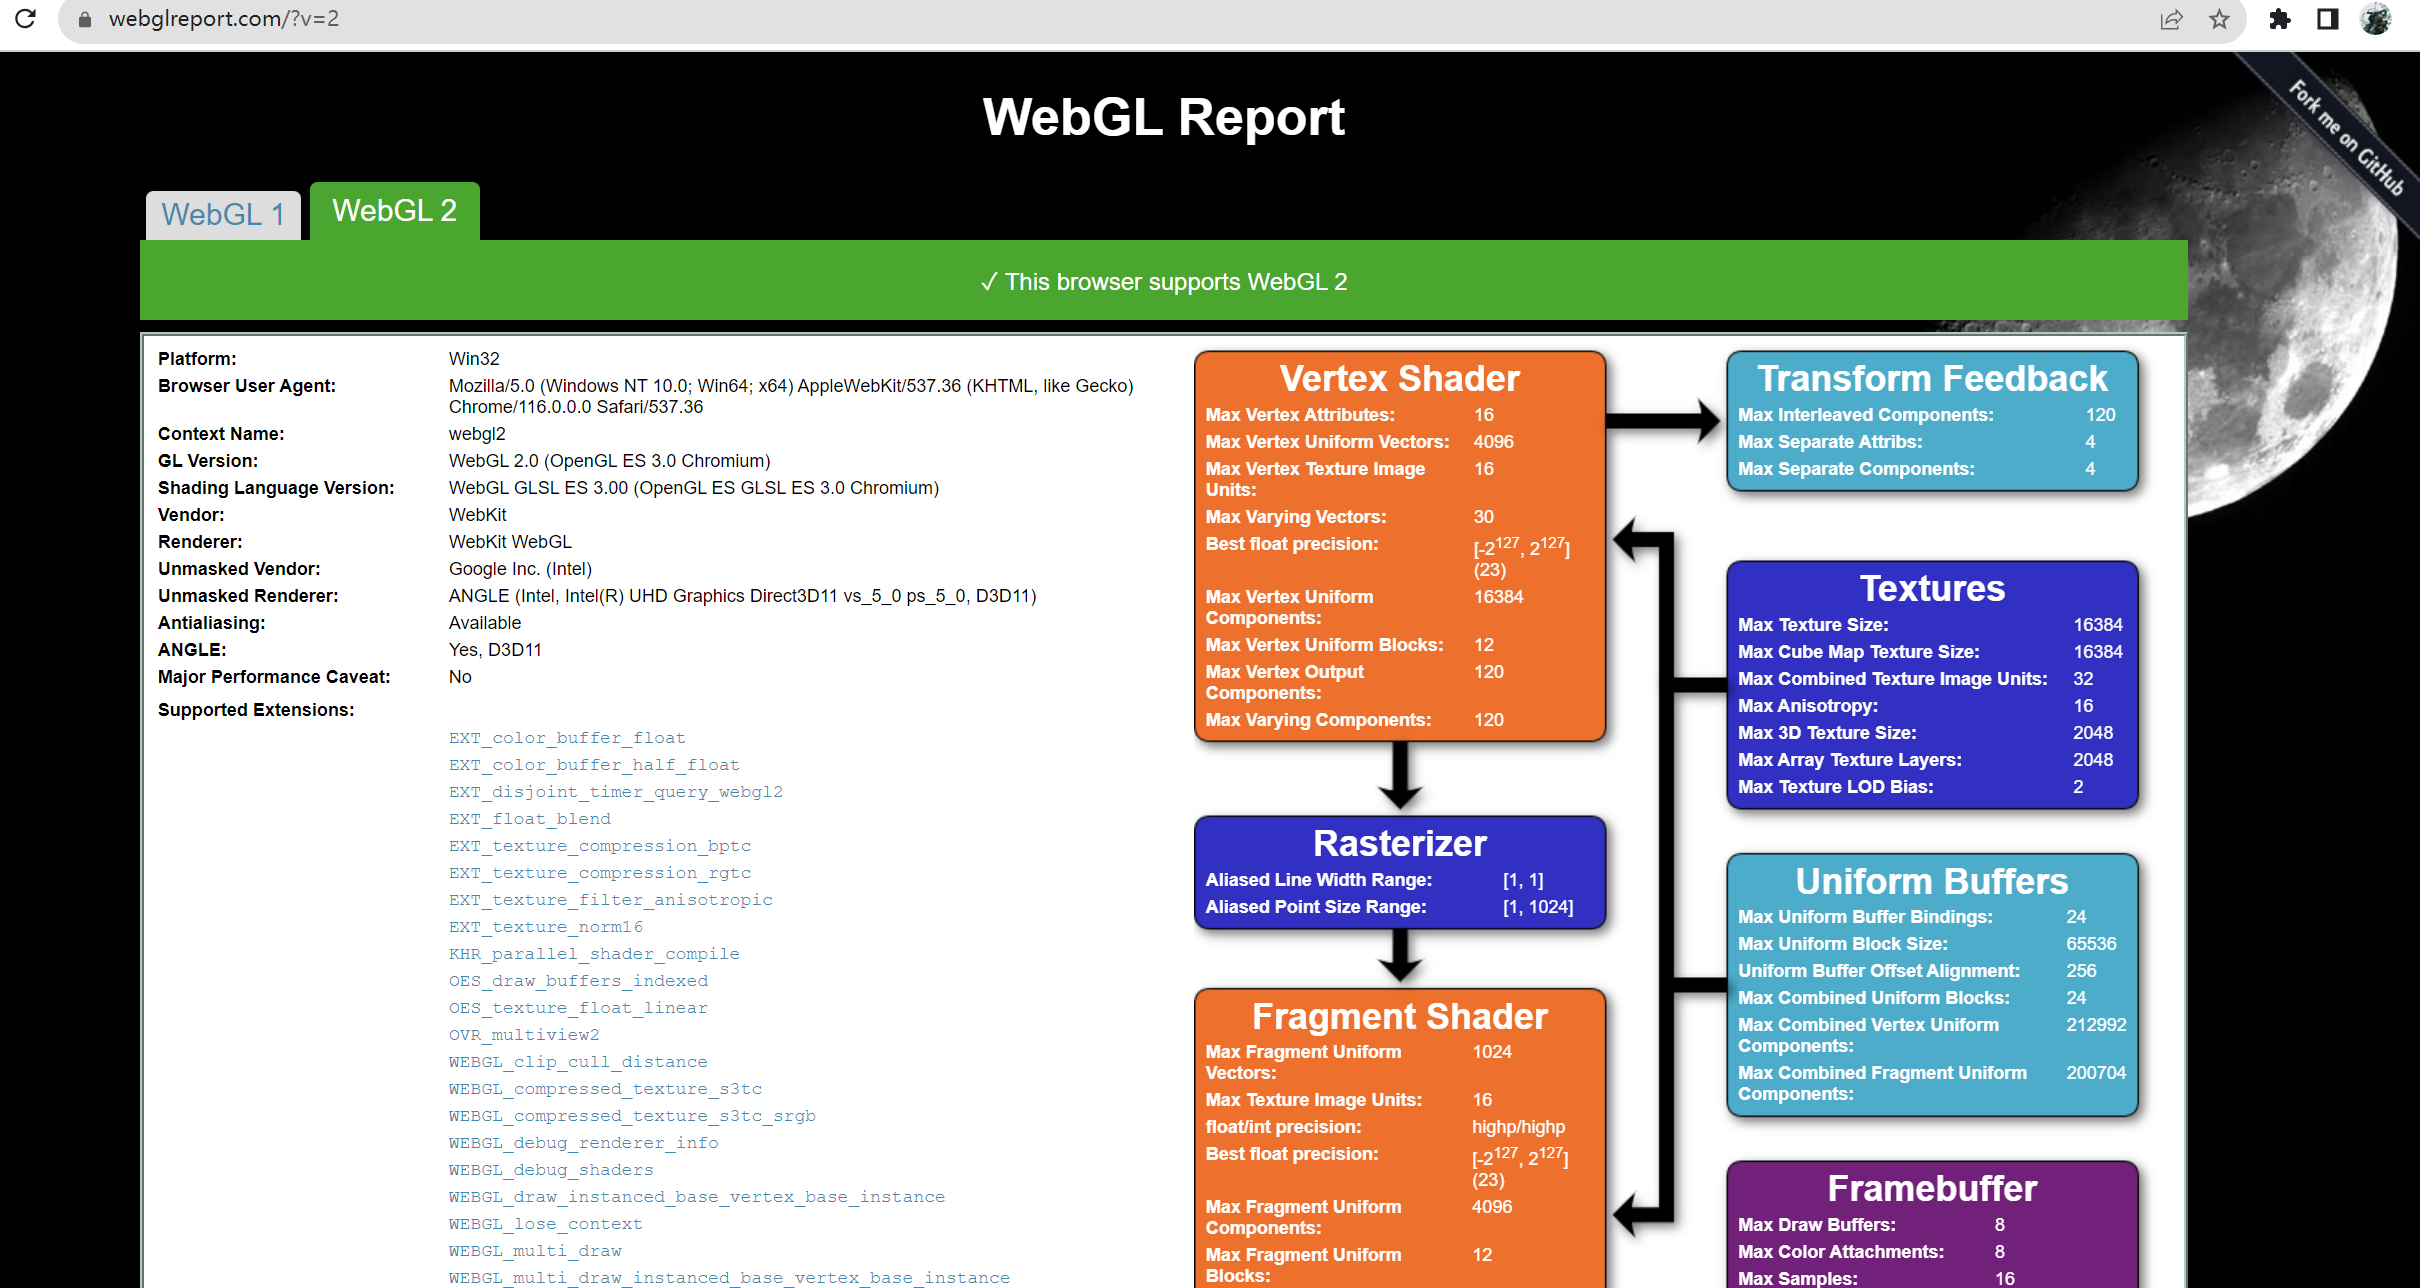 webglreport.com/?v=2
Fork me on GitHub
WebGL Report
WebGL 1
WebGL 2
✓ This browser supports WebGL 2
Platform: Win32
Browser User Agent: Mozilla/5.0 (Windows NT 10.0; Win64; x64) AppleWebKit/537.36 (KHTML, like Gecko)
Chrome/116.0.0.0 Safari/537.36
Context Name: webgl2
GL Version: WebGL 2.0 (OpenGL ES 3.0 Chromium)
Shading Language Version: WebGL GLSL ES 3.00 (OpenGL ES GLSL ES 3.0 Chromium)
Vendor: WebKit
Renderer: WebKit WebGL
Unmasked Vendor: Google Inc. (Intel)
Unmasked Renderer: ANGLE (Intel, Intel(R) UHD Graphics Direct3D11 vs_5_0 ps_5_0, D3D11)
Antialiasing: Available
ANGLE: Yes, D3D11
Major Performance Caveat: No
Supported Extensions:
EXT_color_buffer_float
EXT_color_buffer_half_float
EXT_disjoint_timer_query_webgl2
EXT_float_blend
EXT_texture_compression_bptc
EXT_texture_compression_rgtc
EXT_texture_filter_anisotropic
EXT_texture_norm16
KHR_parallel_shader_compile
OES_draw_buffers_indexed
OES_texture_float_linear
OVR_multiview2
WEBGL_clip_cull_distance
WEBGL_compressed_texture_s3tc
WEBGL_compressed_texture_s3tc_srgb
WEBGL_debug_renderer_info
WEBGL_debug_shaders
WEBGL_draw_instanced_base_vertex_base_instance
WEBGL_lose_context
WEBGL_multi_draw
WEBGL_multi_draw_instanced_base_vertex_base_instance
Vertex Shader
Max Vertex Attributes: 16
Max Vertex Uniform Vectors: 4096
Max Vertex Texture Image 16
Units:
Max Varying Vectors: 30
Best float precision: [-2¹²⁷, 2¹²⁷]
(23)
Max Vertex Uniform 16384
Components:
Max Vertex Uniform Blocks: 12
Max Vertex Output 120
Components:
Max Varying Components: 120
Rasterizer
Aliased Line Width Range: [1, 1]
Aliased Point Size Range: [1, 1024]
Fragment Shader
Max Fragment Uniform 1024
Vectors:
Max Texture Image Units: 16
float/int precision: highp/highp
Best float precision: [-2¹²⁷, 2¹²⁷]
(23)
Max Fragment Uniform 4096
Components:
Max Fragment Uniform 12
Blocks:
Transform Feedback
Max Interleaved Components: 120
Max Separate Attribs: 4
Max Separate Components: 4
Textures
Max Texture Size: 16384
Max Cube Map Texture Size: 16384
Max Combined Texture Image Units: 32
Max Anisotropy: 16
Max 3D Texture Size: 2048
Max Array Texture Layers: 2048
Max Texture LOD Bias: 2
Uniform Buffers
Max Uniform Buffer Bindings: 24
Max Uniform Block Size: 65536
Uniform Buffer Offset Alignment: 256
Max Combined Uniform Blocks: 24
Max Combined Vertex Uniform 212992
Components:
Max Combined Fragment Uniform 200704
Components:
Framebuffer
Max Draw Buffers: 8
Max Color Attachments: 8
Max Samples: 16